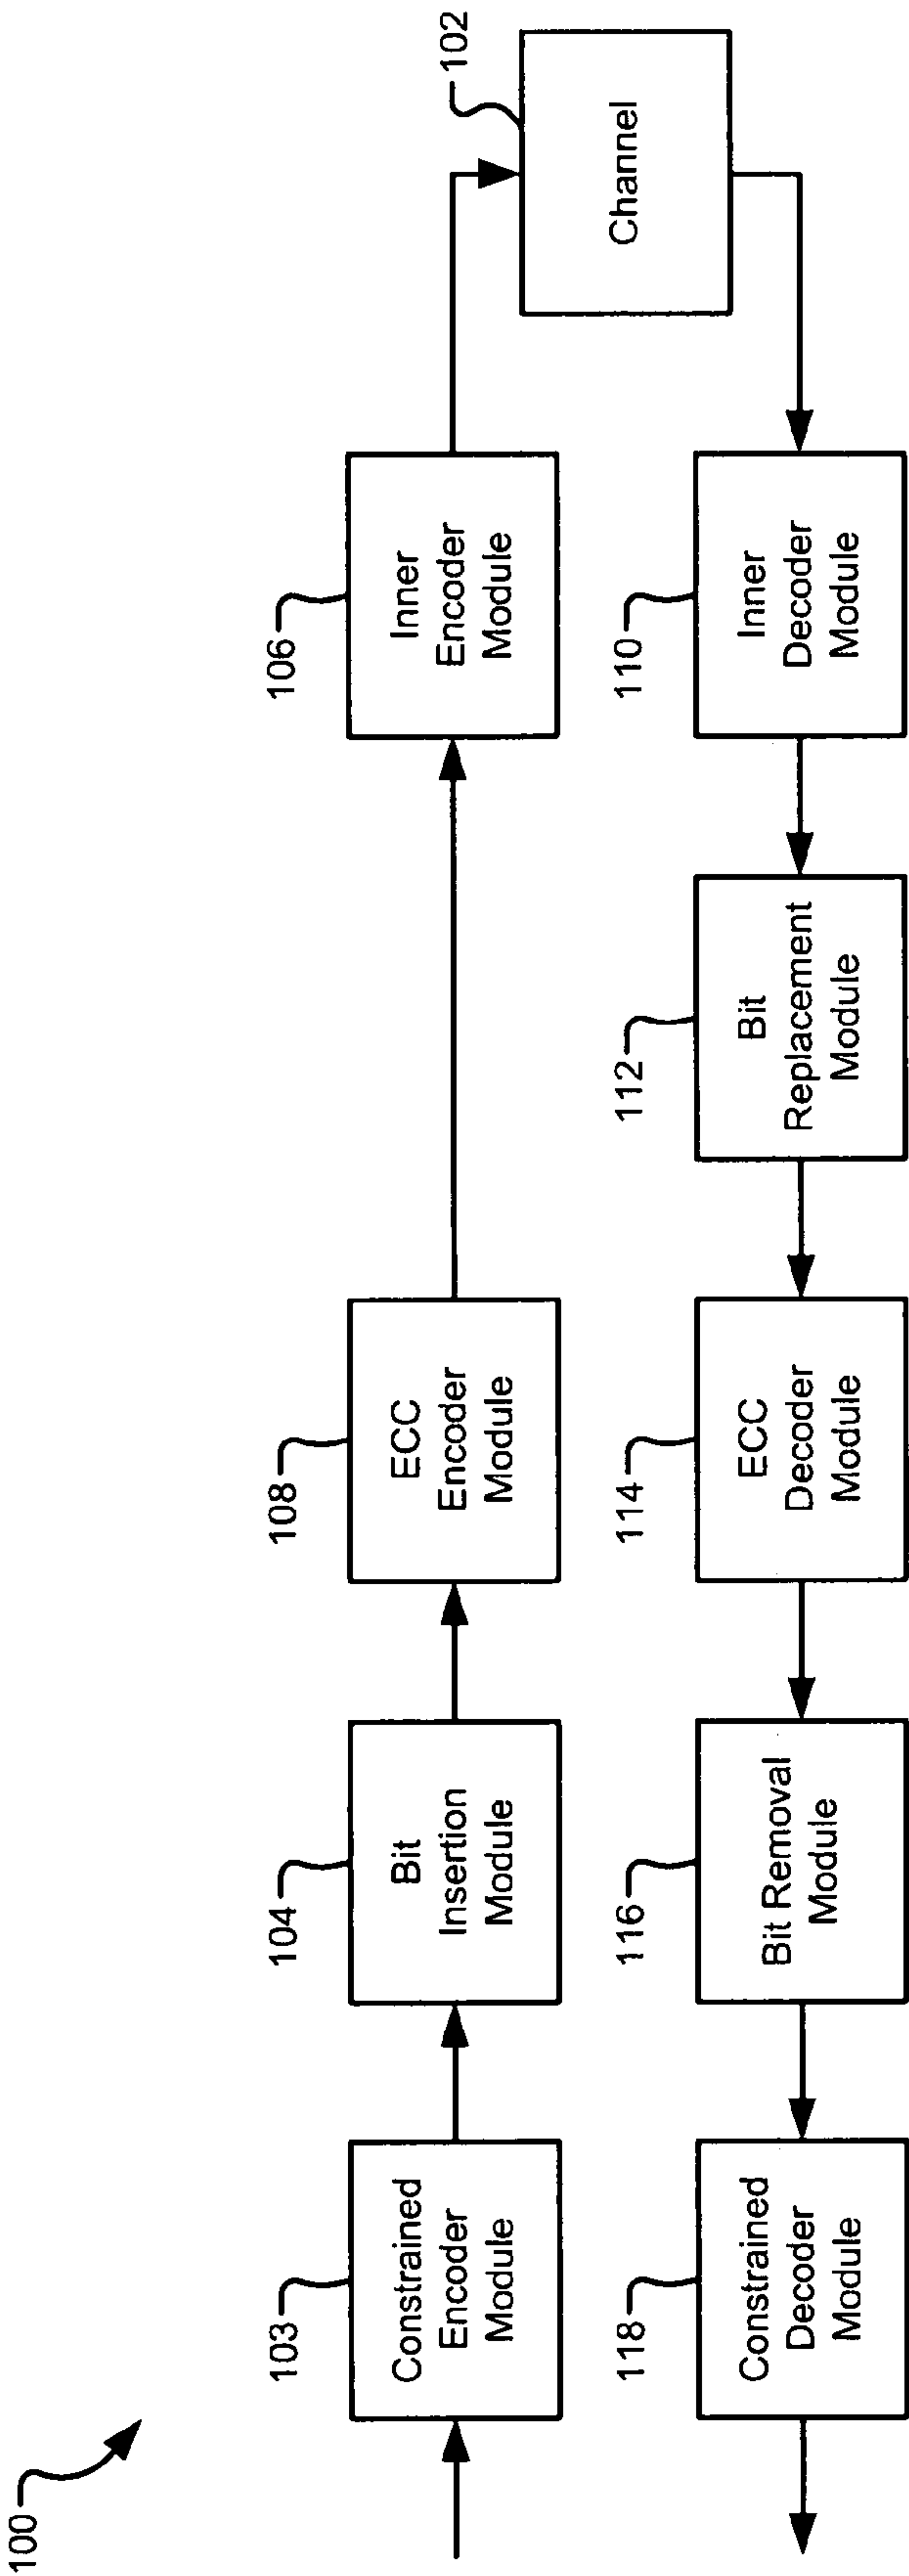 100
103
Constrained
Encoder
Module
104
Bit
Insertion
Module
108
ECC
Encoder
Module
106
Inner
Encoder
Module
102
Channel
118
Constrained
Decoder
Module
116
Bit Removal
Module
114
ECC
Decoder
Module
112
Bit
Replacement
Module
110
Inner
Decoder
Module